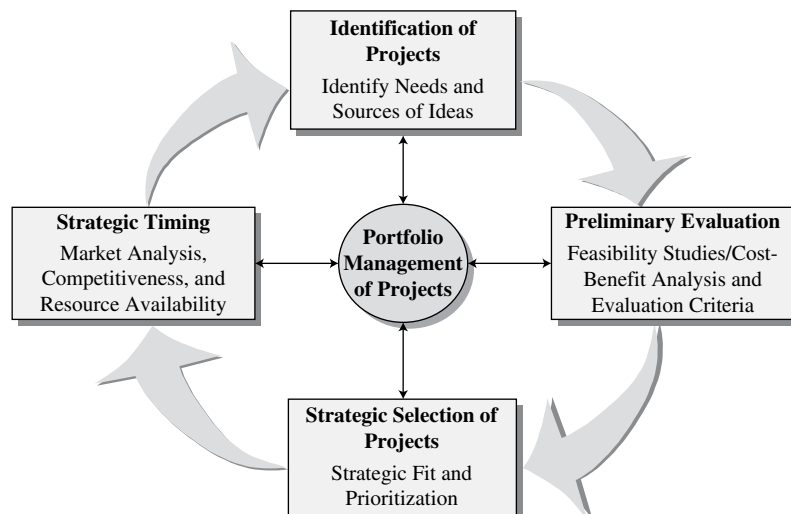 Identification of
Projects
Identify Needs and
Sources of Ideas
Strategic Timing
Market Analysis,
Competitiveness, and
Resource Availability
Portfolio
Management
of Projects
Preliminary Evaluation
Feasibility Studies/Cost-
Benefit Analysis and
Evaluation Criteria
Strategic Selection of
Projects
Strategic Fit and
Prioritization